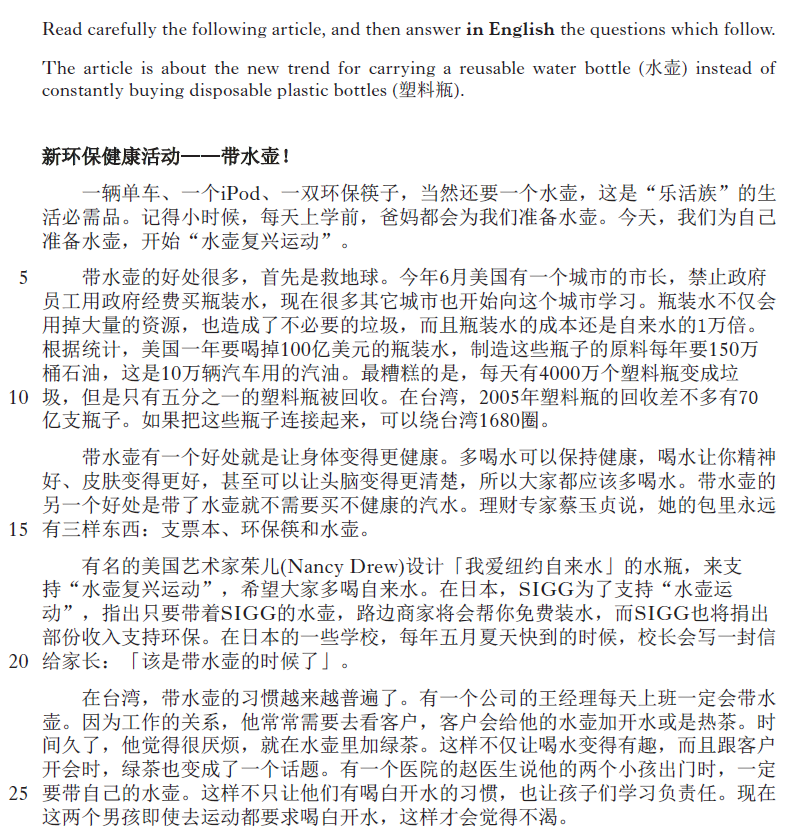 Read carefully the following article, and then answer in English the questions which follow.
The article is about the new trend for carrying a reusable water bottle (水壶) instead of
constantly buying disposable plastic bottles (塑料瓶).
新环保健康活动——带水壶！
一辆单车、一个iPod、一双环保筷子，当然还要一个水壶，这是“乐活族”的生
活必需品。记得小时候，每天上学前，爸妈都会为我们准备水壶。今天，我们为自己
准备水壶，开始“水壶复兴运动”。
5 带水壶的好处很多，首先是救地球。今年6月美国有一个城市的市长，禁止政府
员工用政府经费买瓶装水，现在很多其它城市也开始向这个城市学习。瓶装水不仅会
用掉大量的资源，也造成了不必要的垃圾，而且瓶装水的成本还是自来水的1万倍。
根据统计，美国一年要喝掉100亿美元的瓶装水，制造这些瓶子的原料每年要150万
桶石油，这是10万辆汽车用的汽油。最糟糕的是，每天有4000万个塑料瓶变成垃
10 圾，但是只有五分之一的塑料瓶被回收。在台湾，2005年塑料瓶的回收差不多有70
亿支瓶子。如果把这些瓶子连接起来，可以绕台湾1680圈。
带水壶有一个好处就是让身体变得更健康。多喝水可以保持健康，喝水让你精神
好、皮肤变得更好，甚至可以让头脑变得更清楚，所以大家都应该多喝水。带水壶的
另一个好处是带了水壶就不需要买不健康的汽水。理财专家蔡玉贞说，她的包里永远
15 有三样东西：支票本、环保筷和水壶。
有名的美国艺术家茱儿(Nancy Drew)设计「我爱纽约自来水」的水瓶，来支
持“水壶复兴运动”，希望大家多喝自来水。在日本，SIGG为了支持“水壶运
动”，指出只要带着SIGG的水壶，路边商家将会帮你免费装水，而SIGG也将捐出
部份收入支持环保。在日本的一些学校，每年五月夏天快到的时候，校长会写一封信
20 给家长：「该是带水壶的时候了」。
在台湾，带水壶的习惯越来越普遍了。有一个公司的王经理每天上班一定会带水
壶。因为工作的关系，他常常需要去看客户，客户会给他的水壶加开水或是热茶。时
间久了，他觉得很厌烦，就在水壶里加绿茶。这样不仅让喝水变得有趣，而且跟客户
开会时，绿茶也变成了一个话题。有一个医院的赵医生说他的两个小孩出门时，一定
25 要带自己的水壶。这样不只让他们有喝白开水的习惯，也让孩子们学习负责任。现在
这两个男孩即使去运动都要求喝白开水，这样才会觉得不渴。